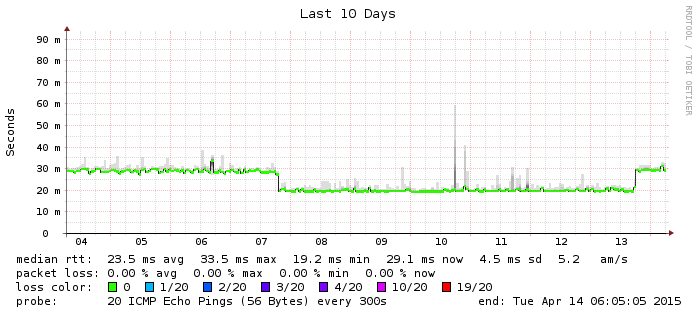 Last 10 Days
RRDTOOL / TOBI OETIKER
Seconds
90 m
80 m
70 m
60 m
50 m
40 m
30 m
20 m
10 m
0
04 05 06 07 08 09 10 11 12 13
median rtt: 23.5 ms avg 33.5 ms max 19.2 ms min 29.1 ms now 4.5 ms sd 5.2 am/s
packet loss: 0.00 % avg 0.00 % max 0.00 % min 0.00 % now
loss color: 0 1/20 2/20 3/20 4/20 10/20 19/20
probe: 20 ICMP Echo Pings (56 Bytes) every 300s end: Tue Apr 14 06:05:05 2015